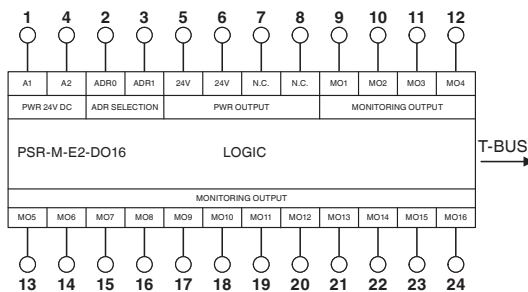 1 4 2 3 5 6 7 8 9 10 11 12
A1 A2 ADR0 ADR1 24V 24V N.C. N.C. MO1 MO2 MO3 MO4
PWR 24V DC ADR SELECTION PWR OUTPUT MONITORING OUTPUT
PSR-M-E2-DO16 LOGIC T-BUS
MONITORING OUTPUT
MO5 MO6 MO7 MO8 MO9 MO10 MO11 MO12 MO13 MO14 MO15 MO16
13 14 15 16 17 18 19 20 21 22 23 24